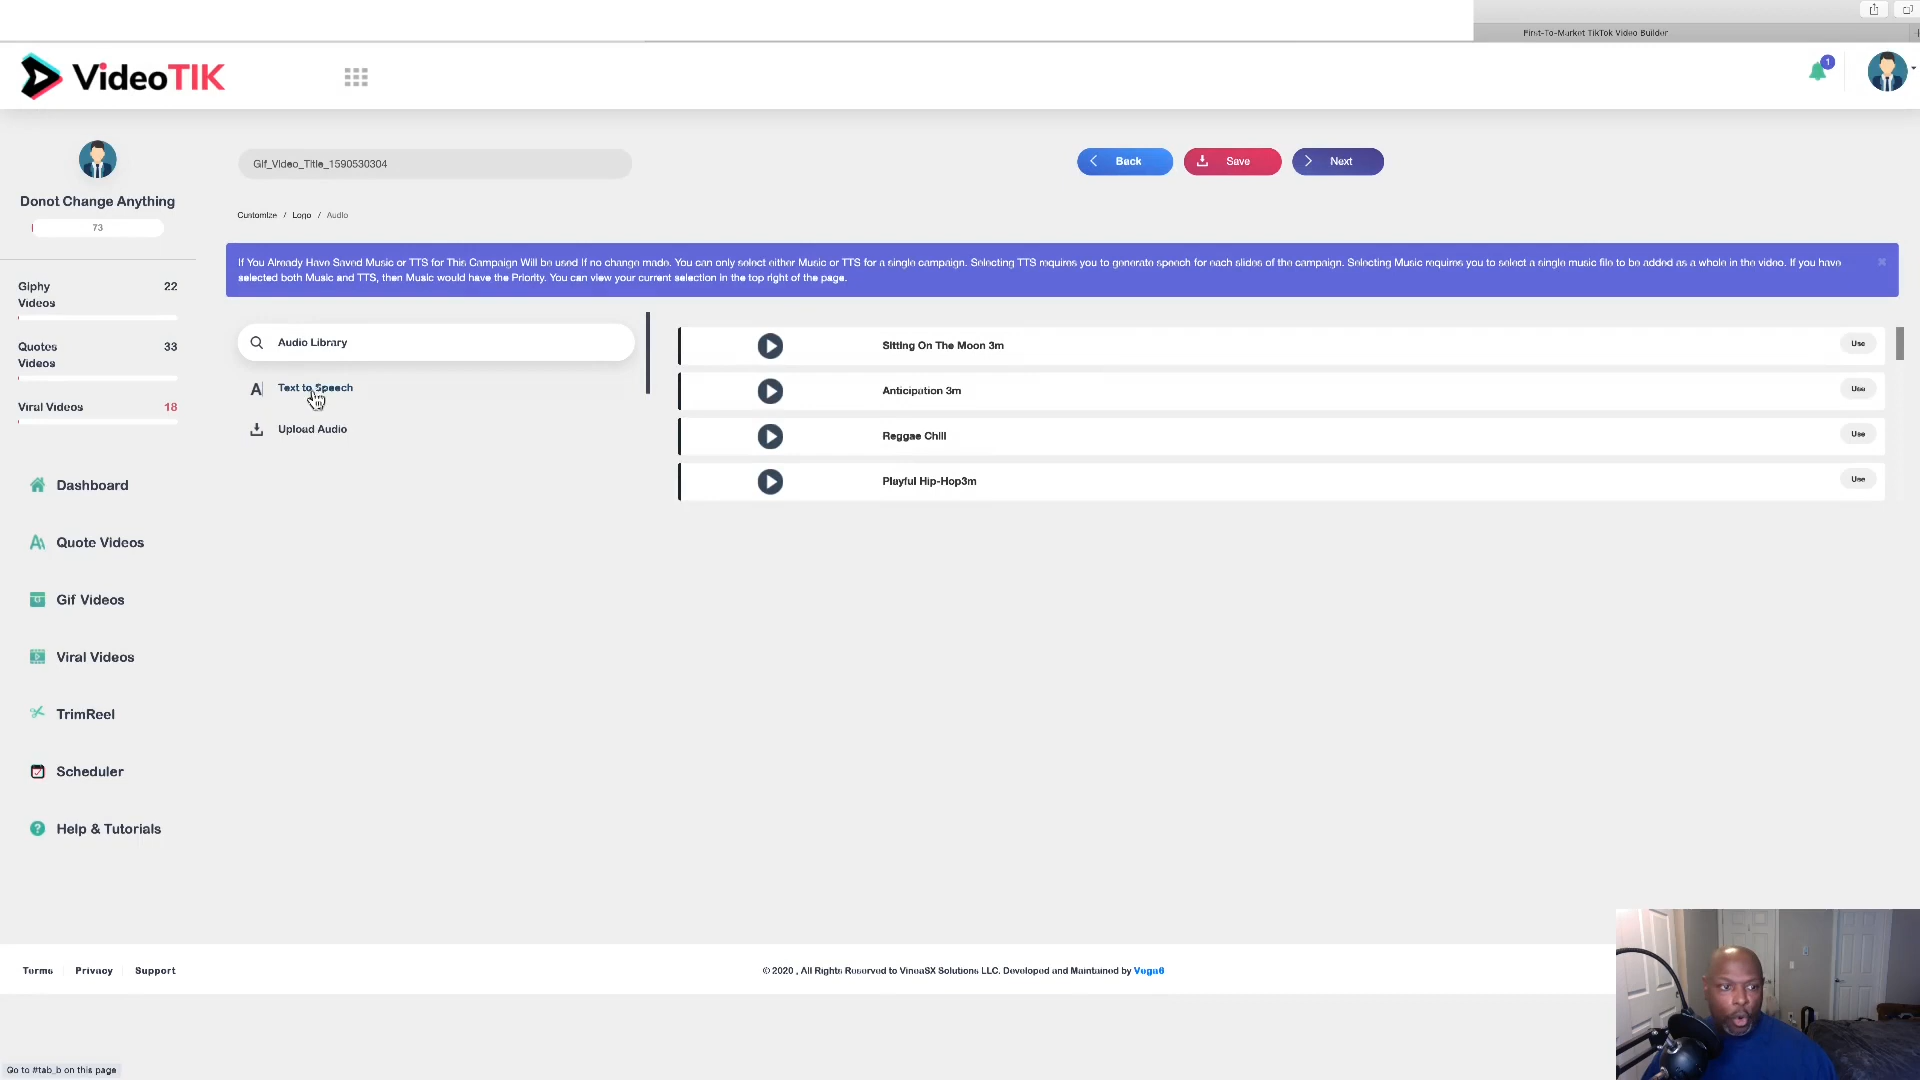 First-To-Market TikTok Video Builder
VideoTIK
1
Donot Change Anything
73
Giphy Videos
22
Quotes Videos
33
Viral Videos
18
Dashboard
Quote Videos
Gif Videos
Viral Videos
TrimReel
Scheduler
Help & Tutorials
Gif_Video_Title_1590530304
Back
Save
Next
Customize / Logo / Audio
If You Already Have Saved Music or TTS for This Campaign Will be used If no change made. You can only select either Music or TTS for a single campaign. Selecting TTS requires you to generate speech for each slides of the campaign. Selecting Music requires you to select a single music file to be added as a whole in the video. If you have
selected both Music and TTS, then Music would have the Priority. You can view your current selection in the top right of the page.
Audio Library
Text to Speech
Upload Audio
Sitting On The Moon 3m
Use
Anticipation 3m
Use
Reggae Chill
Use
Playful Hip-Hop3m
Use
Terms
Privacy
Support
© 2020 , All Rights Reserved to VineaSX Solutions LLC. Developed and Maintained by Vega6
Go to #tab_b on this page